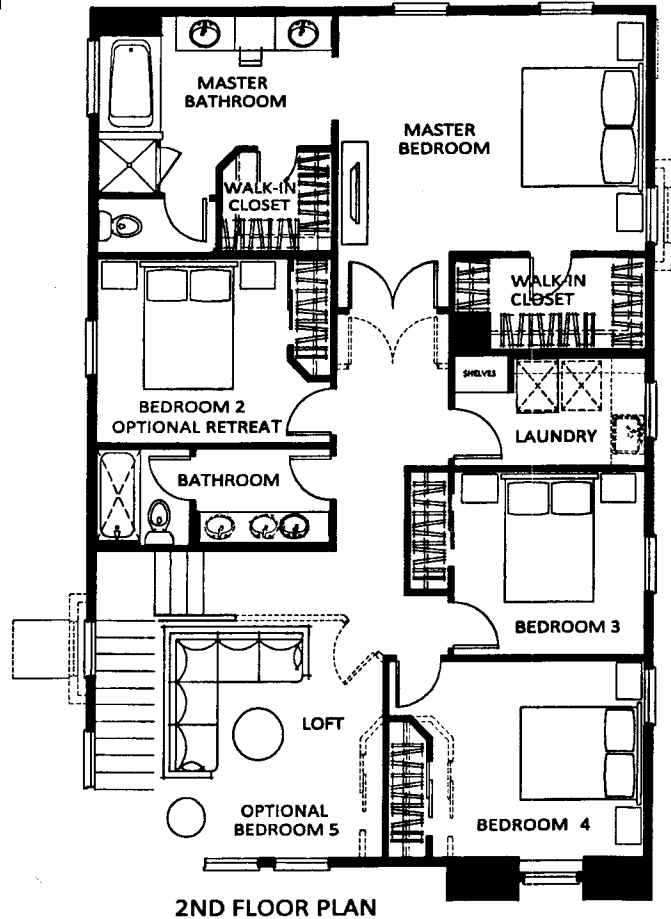 MASTER
BATHROOM
MASTER
BEDROOM
WALK-IN
CLOSET
WALK-IN
CLOSET
SHELVES
BEDROOM 2
OPTIONAL RETREAT
LAUNDRY
BATHROOM
BEDROOM 3
LOFT
OPTIONAL
BEDROOM 5
BEDROOM 4
2ND FLOOR PLAN